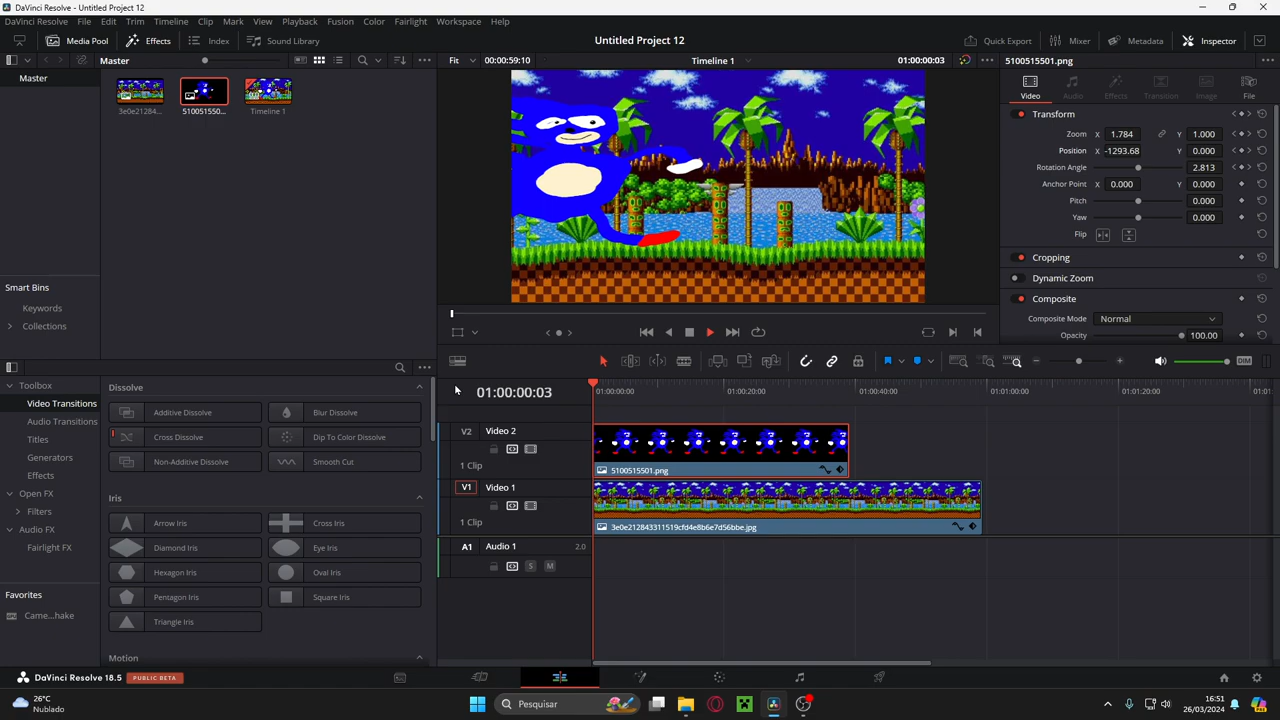 DaVinci Resolve - Untitled Project 12
DaVinci Resolve File Edit Trim Timeline Clip Mark View Playback Fusion Color Fairlight Workspace Help
Media Pool Effects Index Sound Library Untitled Project 12 Quick Export Mixer Metadata Inspector
Master Fit 00:00:59:10 Timeline 1 01:00:00:03 5100515501.png
Master
3e0e21284... 510051550... Timeline 1
Video Audio Effects Transition Image File
Transform
Zoom X 1.784 Y 1.000
Position X -1293.68 Y 0.000
Rotation Angle 2.813
Anchor Point X 0.000 Y 0.000
Pitch 0.000
Yaw 0.000
Flip
Cropping
Dynamic Zoom
Composite
Composite Mode Normal
Opacity 100.00
Smart Bins
Keywords
Collections
Toolbox
Video Transitions
Audio Transitions
Titles
Generators
Effects
Open FX
Filters
Audio FX
Fairlight FX
Favorites
Came...hake
Dissolve
Additive Dissolve Blur Dissolve
Cross Dissolve Dip To Color Dissolve
Non-Additive Dissolve Smooth Cut
Iris
Arrow Iris Cross Iris
Diamond Iris Eye Iris
Hexagon Iris Oval Iris
Pentagon Iris Square Iris
Triangle Iris
Motion
DIM
01:00:00:03 01:00:00:00 01:00:20:00 01:00:40:00 01:01:00:00 01:01:20:00
V2 Video 2
1 Clip 5100515501.png
V1 Video 1
1 Clip 3e0e212843311519cfd4e8b6e7d56bbe.jpg
A1 Audio 1 2.0
S M
DaVinci Resolve 18.5 PUBLIC BETA
26°C
Nublado
Pesquisar
16:51
26/03/2024